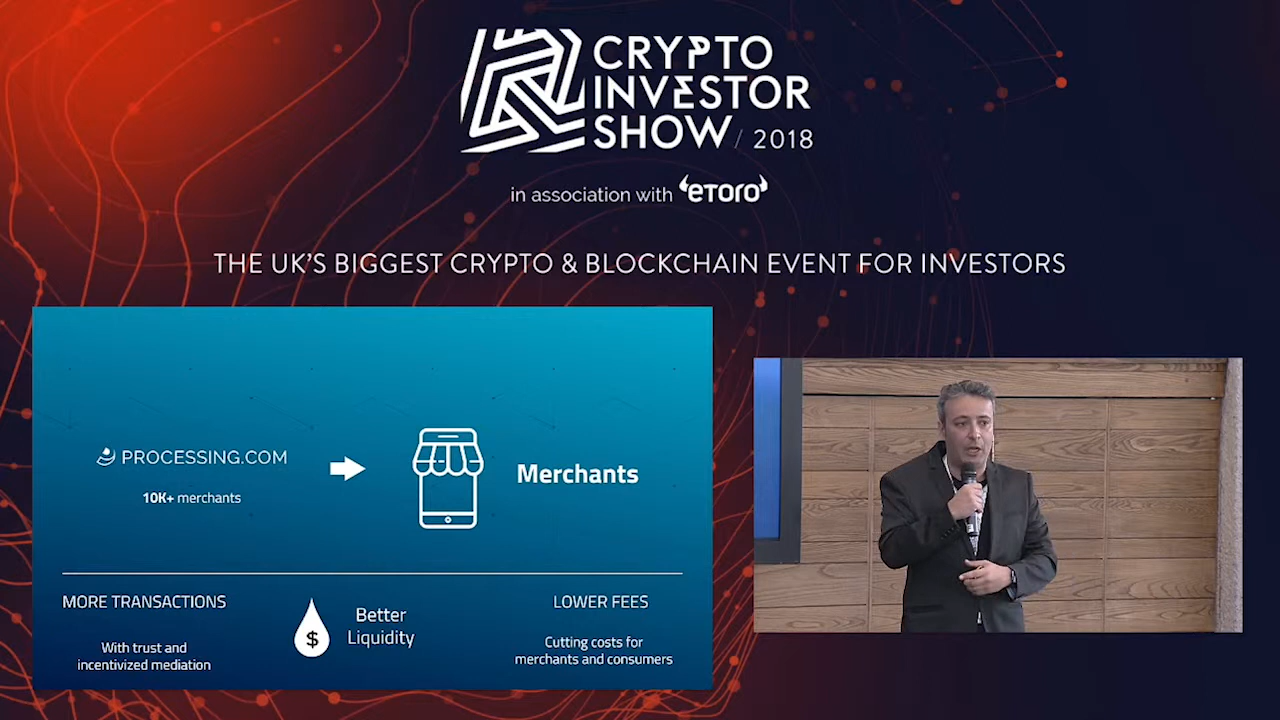 CRYPTO
INVESTOR
SHOW / 2018
in association with eTORO
THE UK'S BIGGEST CRYPTO & BLOCKCHAIN EVENT FOR INVESTORS
PROCESSING.COM
10K+ merchants
Merchants
MORE TRANSACTIONS
With trust and
incentivized mediation
$
Better
Liquidity
LOWER FEES
Cutting costs for
merchants and consumers